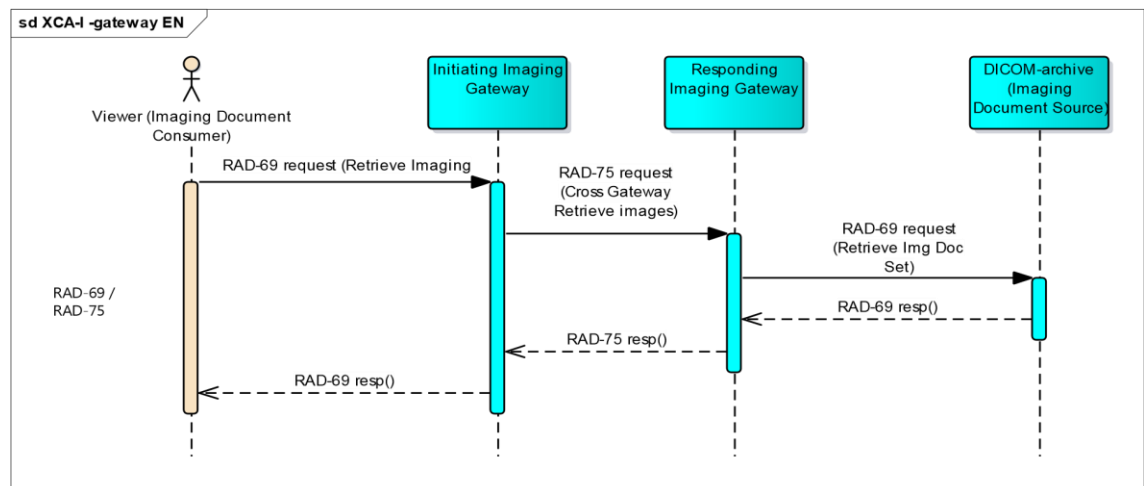 sd XCA-I -gateway EN
Viewer (Imaging Document
Consumer)
Initiating Imaging
Gateway
Responding
Imaging Gateway
DICOM-archive
(Imaging
Document Source)
RAD-69 request (Retrieve Imaging
RAD-75 request
(Cross Gateway
Retrieve images)
RAD-69 request
(Retrieve Img Doc
Set)
RAD-69 /
RAD-75
RAD-69 resp()
RAD-75 resp()
RAD-69 resp()